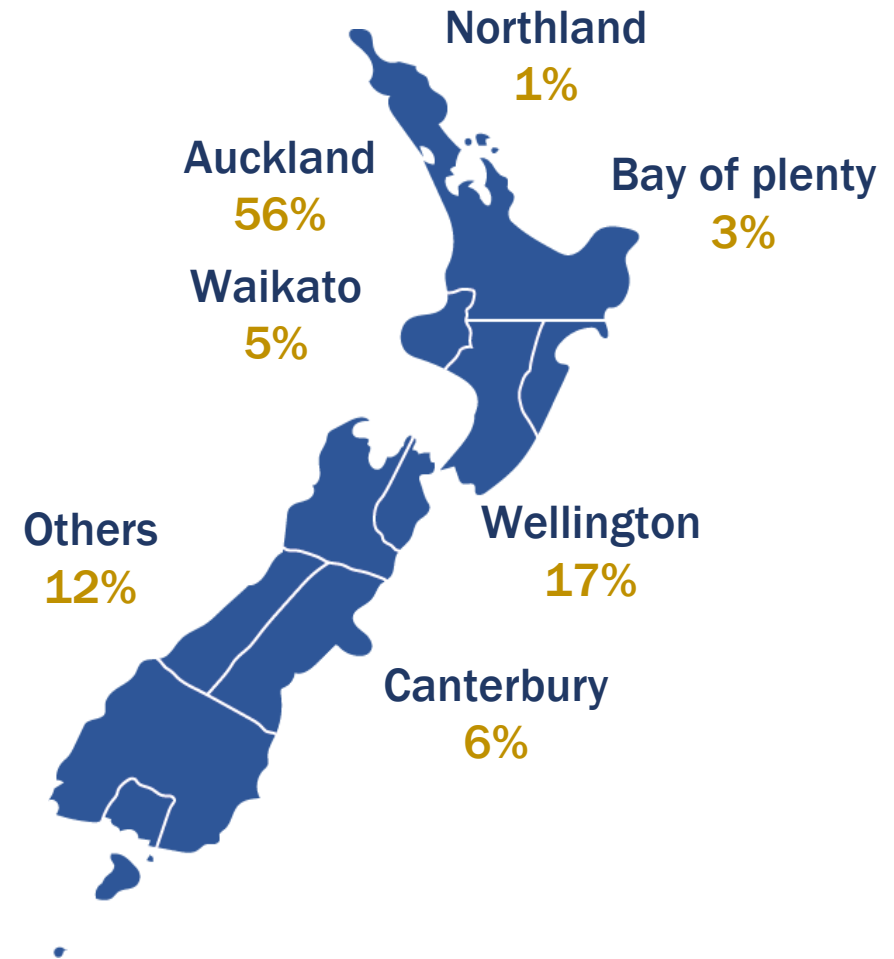 Northland
1%
Auckland
56%
Bay of plenty
3%
Waikato
5%
Others
12%
Wellington
17%
Canterbury
6%